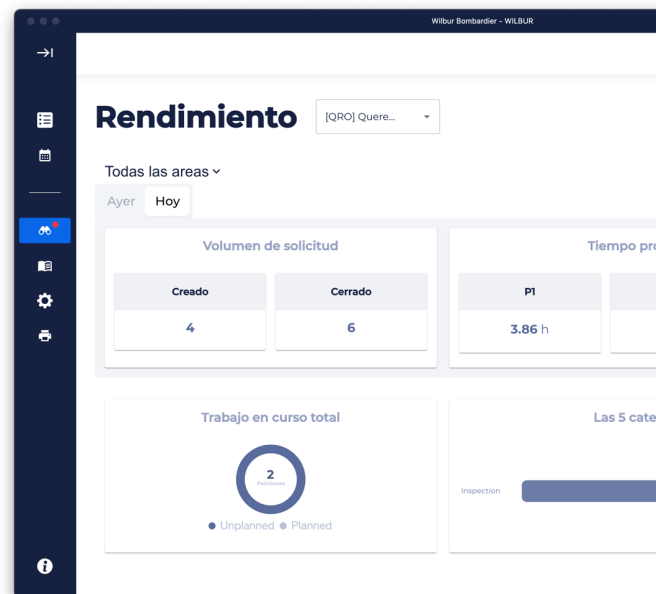 Wilbur Bombardier - WILBUR
Rendimiento
[QRO] Quere...
Todas las areas
Ayer Hoy
Volumen de solicitud
Creado Cerrado
4 6
Tiempo pro
P1
3.86 h
Trabajo en curso total
2
Peticiones
Unplanned Planned
Las 5 cate
Inspection